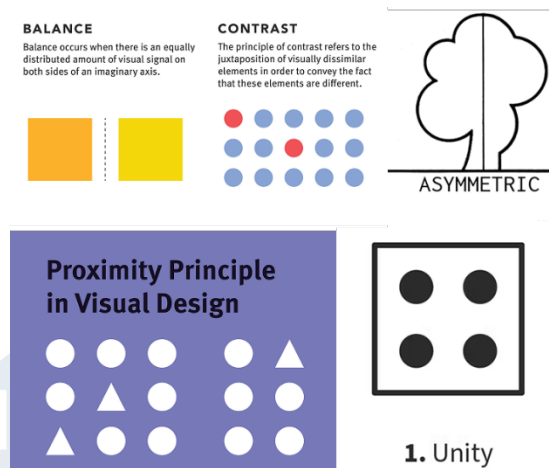 BALANCE
Balance occurs when there is an equally
distributed amount of visual signal on
both sides of an imaginary axis.
CONTRAST
The principle of contrast refers to the
juxtaposition of visually dissimilar
elements in order to convey the fact
that these elements are different.
ASYMMETRIC
Proximity Principle
in Visual Design
1. Unity